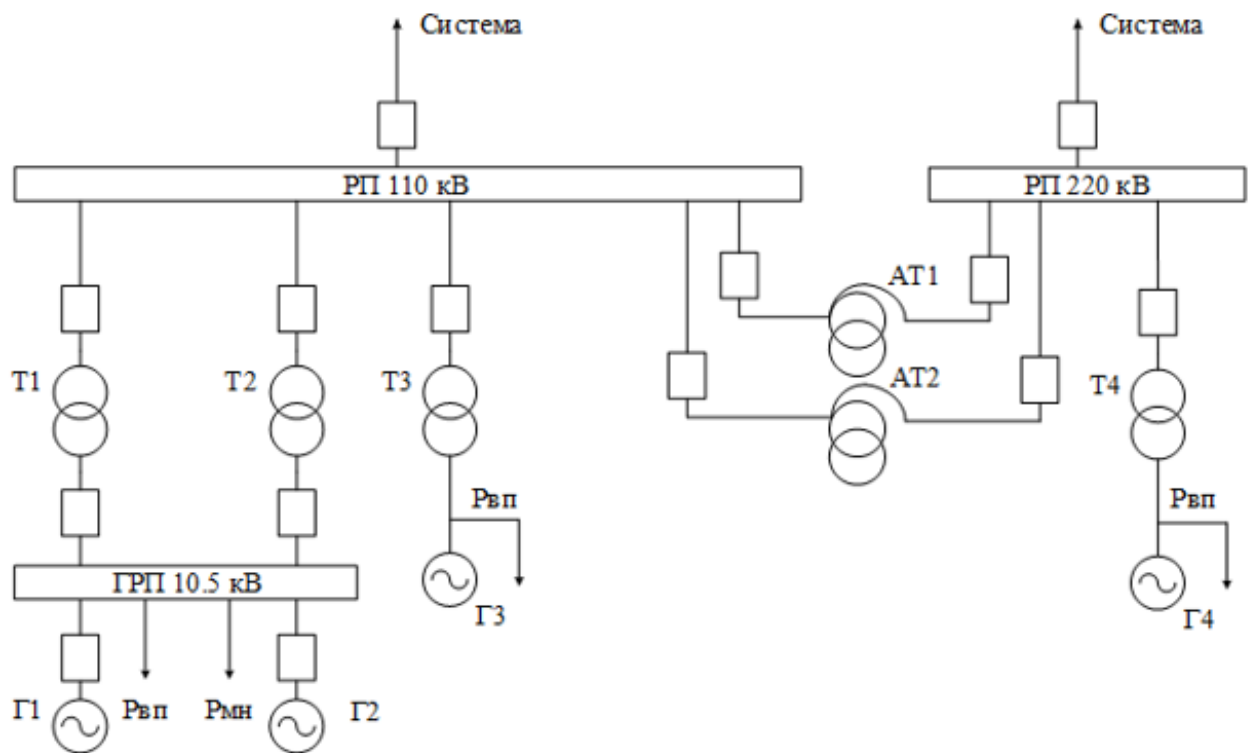 Система
Система
РП 110 кВ
РП 220 кВ
АТ1
Т1
Т2
Т3
АТ2
Т4
Рвп
Рвп
ГРП 10.5 кВ
Г3
Г4
Г1
Рвп
Рмн
Г2